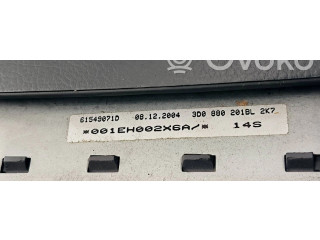 OVOKO
61549071D 08.12.2004 3D0 880 201BL 2K7
*001EH002X6A/* 14S